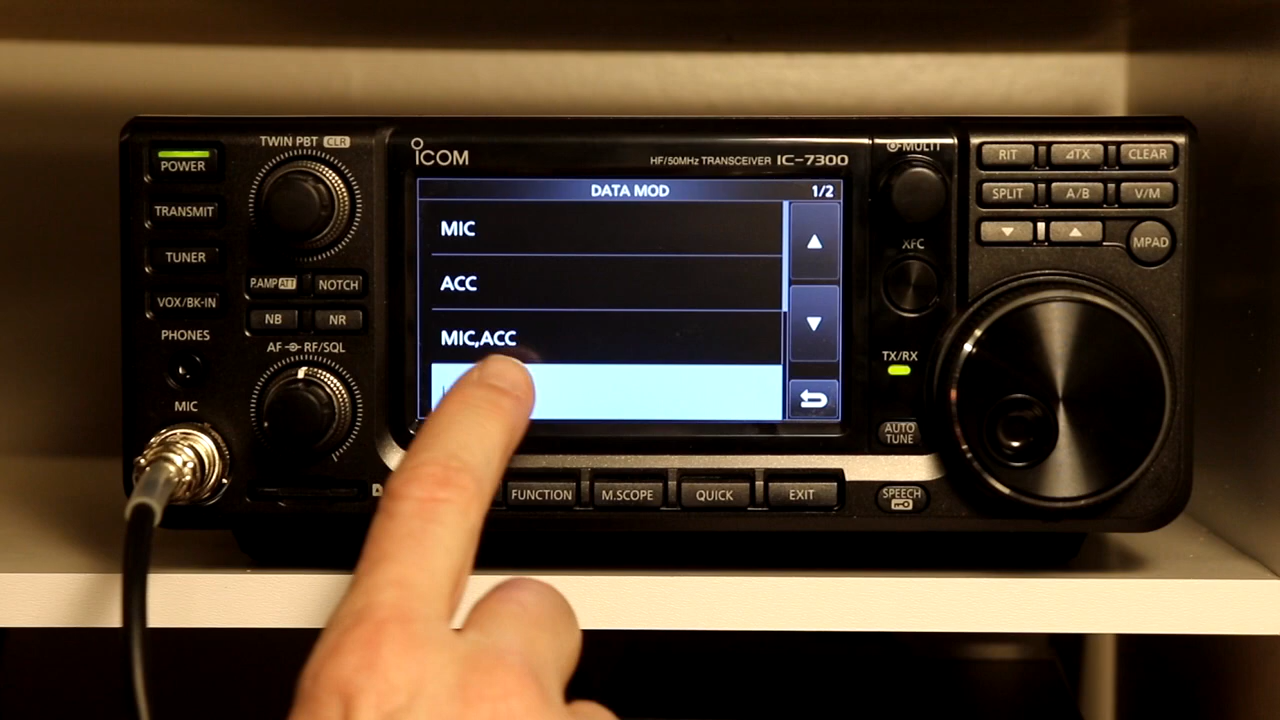 TWIN PBT CLR
POWER
TRANSMIT
TUNER
VOX/BK-IN
PHONES
MIC
P.AMP ATT
NOTCH
NB
NR
AF RF/SQL
ICOM
HF/50MHz TRANSCEIVER IC-7300
DATA MOD 1/2
MIC
ACC
MIC,ACC
FUNCTION
M.SCOPE
QUICK
EXIT
MULTI
XFC
TX/RX
AUTO
TUNE
SPEECH
RIT
⊿TX
CLEAR
SPLIT
A/B
V/M
MPAD